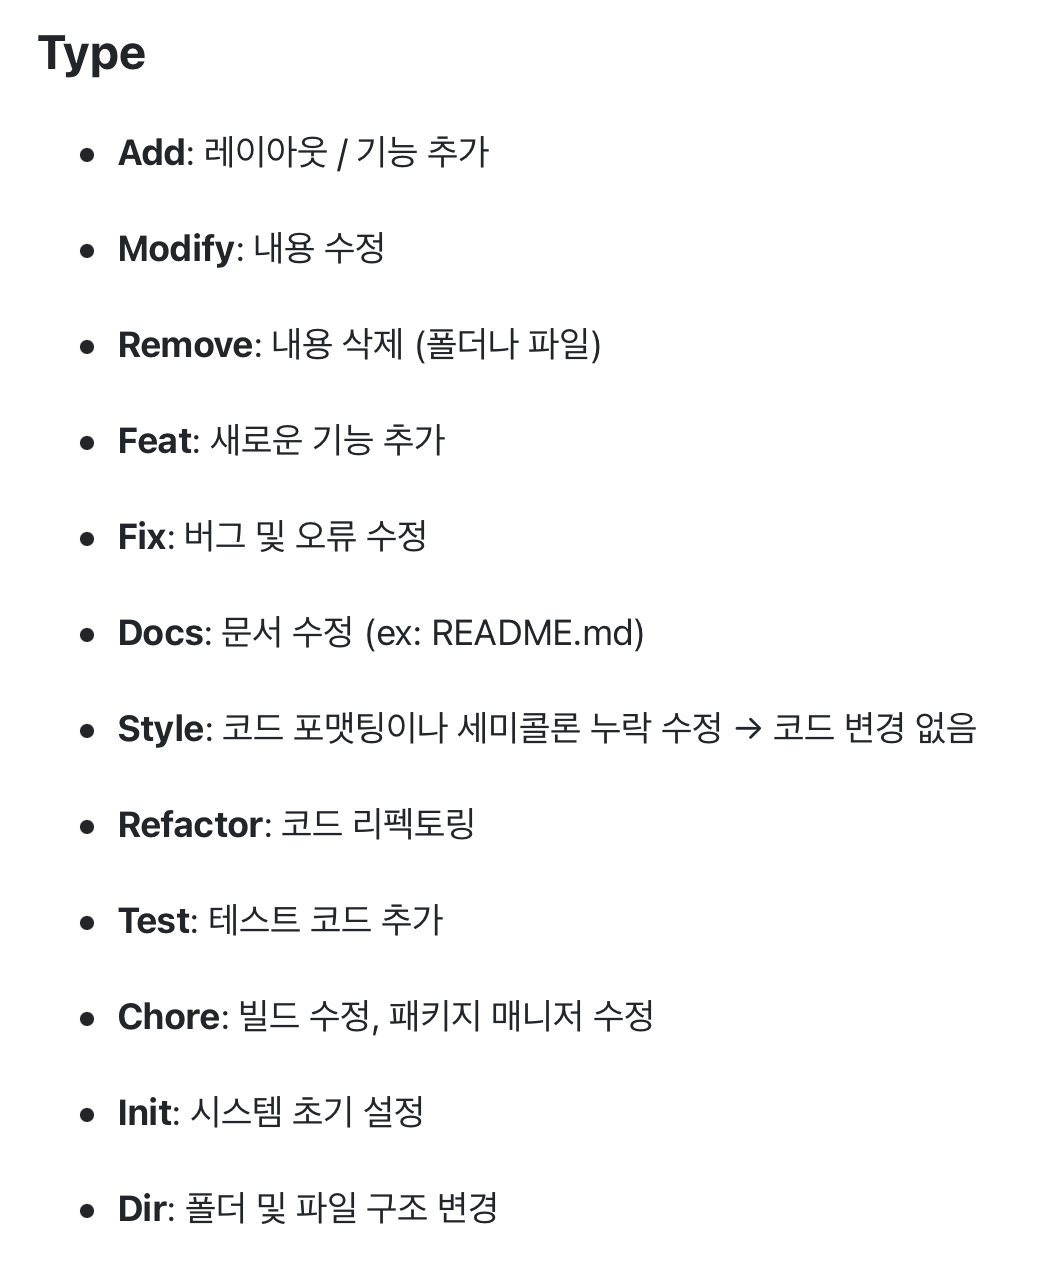 Type
• Add: 레이아웃 / 기능 추가
• Modify: 내용 수정
• Remove: 내용 삭제 (폴더나 파일)
• Feat: 새로운 기능 추가
• Fix: 버그 및 오류 수정
• Docs: 문서 수정 (ex: README.md)
• Style: 코드 포맷팅이나 세미콜론 누락 수정 → 코드 변경 없음
• Refactor: 코드 리펙토링
• Test: 테스트 코드 추가
• Chore: 빌드 수정, 패키지 매니저 수정
• Init: 시스템 초기 설정
• Dir: 폴더 및 파일 구조 변경